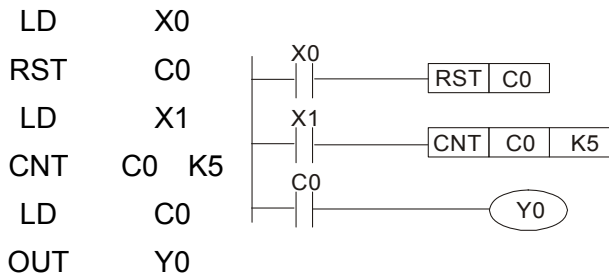 LD X0
RST C0
LD X1
CNT C0 K5
LD C0
OUT Y0
X0
RST C0
X1
CNT C0 K5
C0
Y0